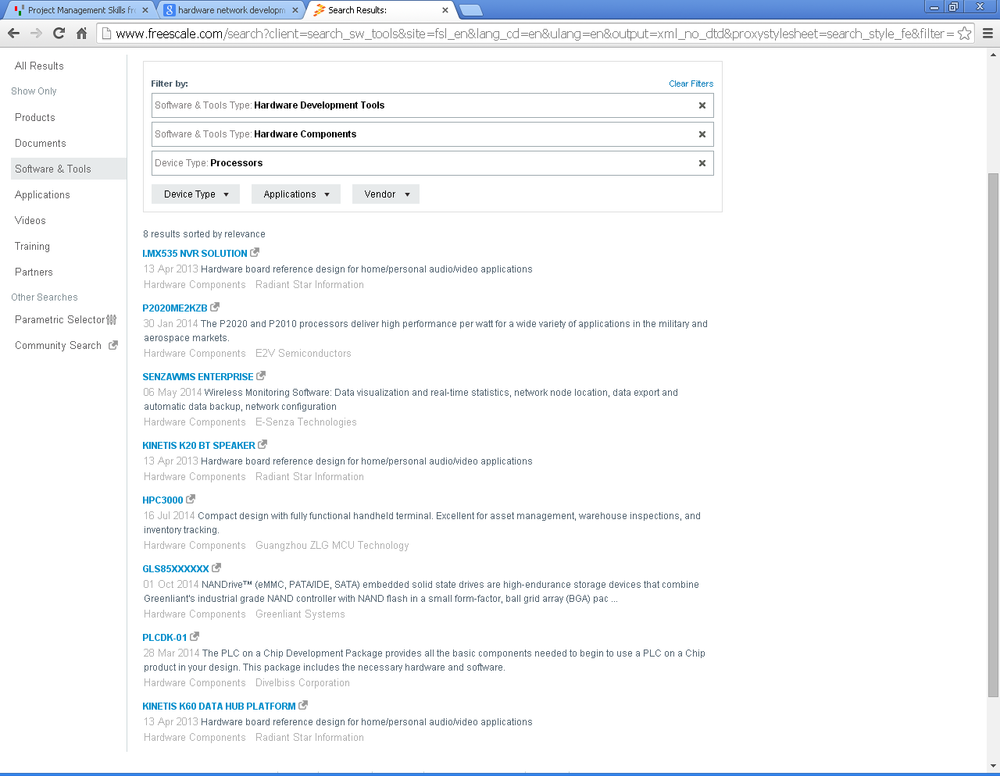 Project Management Skills fr
hardware network developm
Search Results:
www.freescale.com/search?client=search_sw_tools&site=fsl_en&lang_cd=en&ulang=en&output=xml_no_dtd&proxystylesheet=search_style_fe&filter=
All Results
Show Only
Products
Documents
Software & Tools
Applications
Videos
Training
Partners
Other Searches
Parametric Selector
Community Search
Filter by:
Clear Filters
Software & Tools Type: Hardware Development Tools
Software & Tools Type: Hardware Components
Device Type: Processors
Device Type
Applications
Vendor
8 results sorted by relevance
I.MX535 NVR SOLUTION
13 Apr 2013 Hardware board reference design for home/personal audio/video applications
Hardware Components Radiant Star Information
P2020ME2KZB
30 Jan 2014 The P2020 and P2010 processors deliver high performance per watt for a wide variety of applications in the military and
aerospace markets.
Hardware Components E2V Semiconductors
SENZAWMS ENTERPRISE
06 May 2014 Wireless Monitoring Software: Data visualization and real-time statistics, network node location, data export and
automatic data backup, network configuration
Hardware Components E-Senza Technologies
KINETIS K20 BT SPEAKER
13 Apr 2013 Hardware board reference design for home/personal audio/video applications
Hardware Components Radiant Star Information
HPC3000
16 Jul 2014 Compact design with fully functional handheld terminal. Excellent for asset management, warehouse inspections, and
inventory tracking.
Hardware Components Guangzhou ZLG MCU Technology
GLS85XXXXXX
01 Oct 2014 NANDrive™ (eMMC, PATA/IDE, SATA) embedded solid state drives are high-endurance storage devices that combine
Greenliant's industrial grade NAND controller with NAND flash in a small form-factor, ball grid array (BGA) pac ...
Hardware Components Greenliant Systems
PLCDK-01
28 Mar 2014 The PLC on a Chip Development Package provides all the basic components needed to begin to use a PLC on a Chip
product in your design. This package includes the necessary hardware and software.
Hardware Components Divelbiss Corporation
KINETIS K60 DATA HUB PLATFORM
13 Apr 2013 Hardware board reference design for home/personal audio/video applications
Hardware Components Radiant Star Information